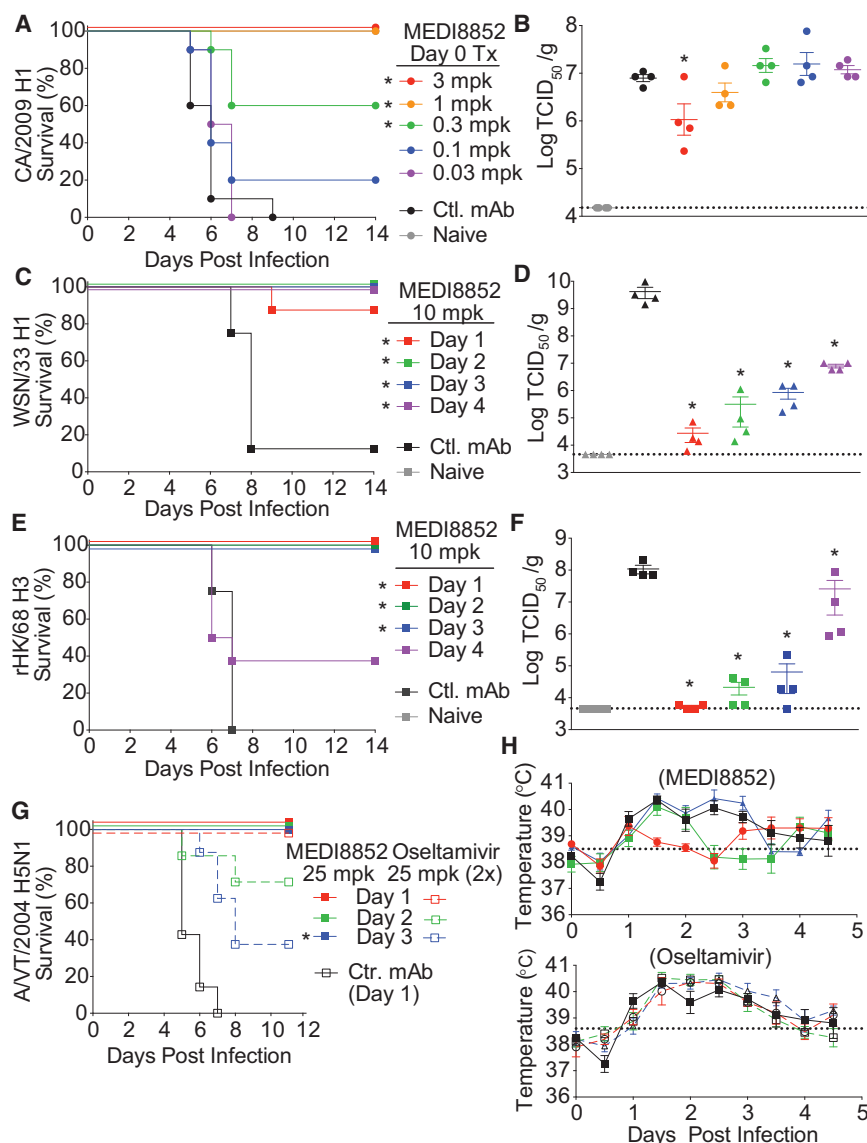 A
CA/2009 H1
Survival (%)
100
80
60
40
20
0
0 2 4 6 8 10 12 14
Days Post Infection
MEDI8852
Day 0 Tx
* 3 mpk
* 1 mpk
* 0.3 mpk
0.1 mpk
0.03 mpk
Ctl. mAb
Naive
B
Log TCID50/g
8
7
6
5
4
*
C
WSN/33 H1
Survival (%)
100
80
60
40
20
0
0 2 4 6 8 10 12 14
Days Post Infection
MEDI8852
10 mpk
* Day 1
* Day 2
* Day 3
* Day 4
Ctl. mAb
Naive
D
Log TCID50/g
10
9
8
7
6
5
4
3
* * * *
E
rHK/68 H3
Survival (%)
100
80
60
40
20
0
0 2 4 6 8 10 12 14
Days Post Infection
MEDI8852
10 mpk
* Day 1
* Day 2
* Day 3
Day 4
Ctl. mAb
Naive
F
Log TCID50/g
9
8
7
6
5
4
3
* * * *
G
A/VT/2004 H5N1
Survival (%)
100
80
60
40
20
0
0 2 4 6 8 10 12
Days Post Infection
MEDI8852 Oseltamivir
25 mpk 25 mpk (2x)
Day 1
Day 2
* Day 3
Ctr. mAb
(Day 1)
H
(MEDI8852)
Temperature (°C)
41
40
39
38
37
36
0 1 2 3 4 5
(Oseltamivir)
Temperature (°C)
41
40
39
38
37
36
0 1 2 3 4 5
Days Post Infection